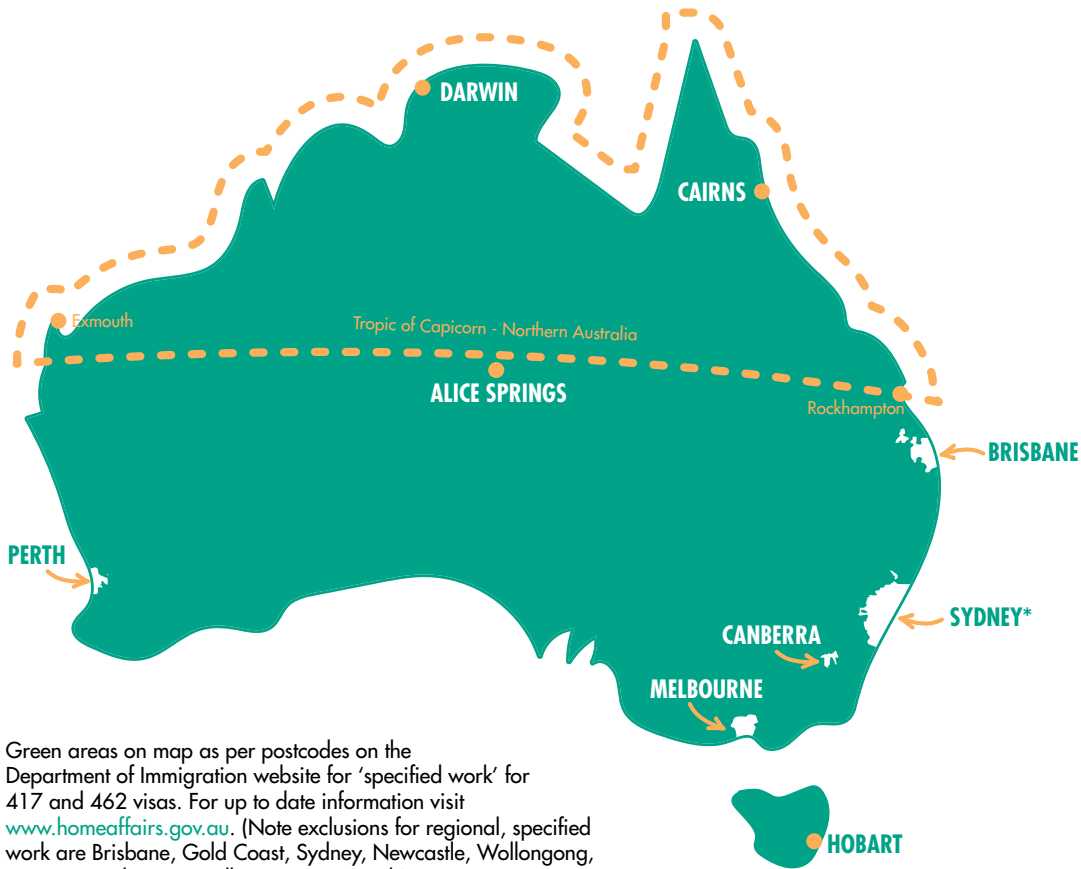 DARWIN
CAIRNS
Exmouth
Tropic of Capicorn - Northern Australia
ALICE SPRINGS
Rockhampton
BRISBANE
PERTH
SYDNEY*
CANBERRA
MELBOURNE
Green areas on map as per postcodes on the
Department of Immigration website for ‘specified work’ for
417 and 462 visas. For up to date information visit
www.homeaffairs.gov.au. (Note exclusions for regional, specified
work are Brisbane, Gold Coast, Sydney, Newcastle, Wollongong,
HOBART